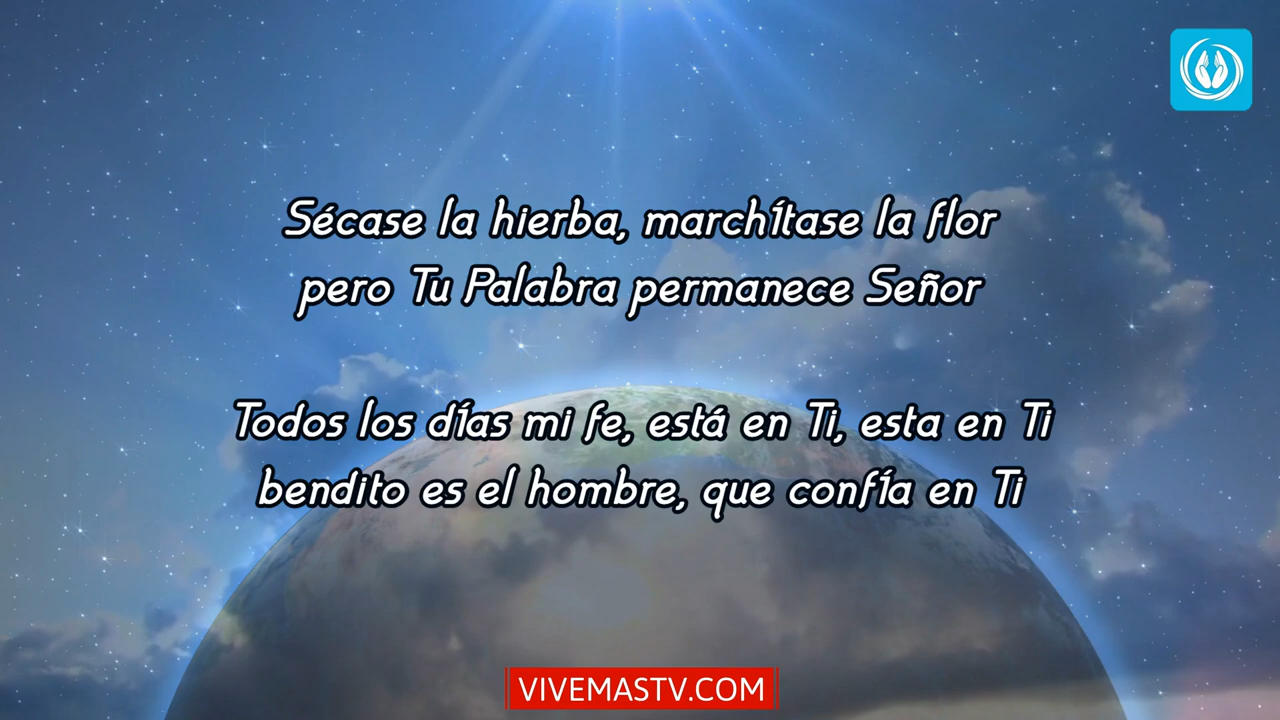 Sécase la hierba, marchítase la flor
pero Tu Palabra permanece Señor
Todos los días mi fe, está en Ti, esta en Ti
bendito es el hombre, que confía en Ti
VIVEMASTV.COM